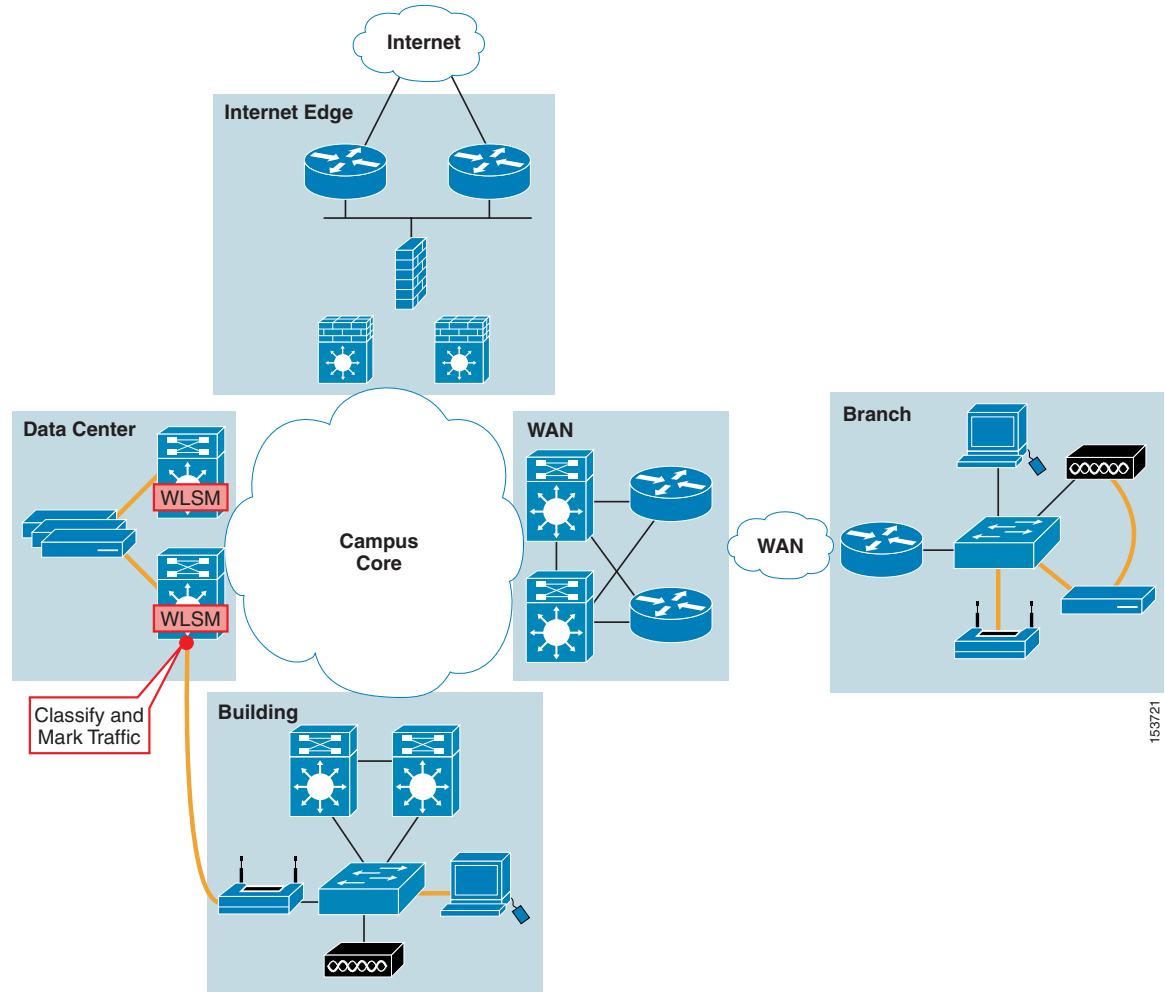 Internet
Internet Edge
Data Center
WLSM
WLSM
Campus
Core
WAN
WAN
Branch
Classify and
Mark Traffic
Building
153721